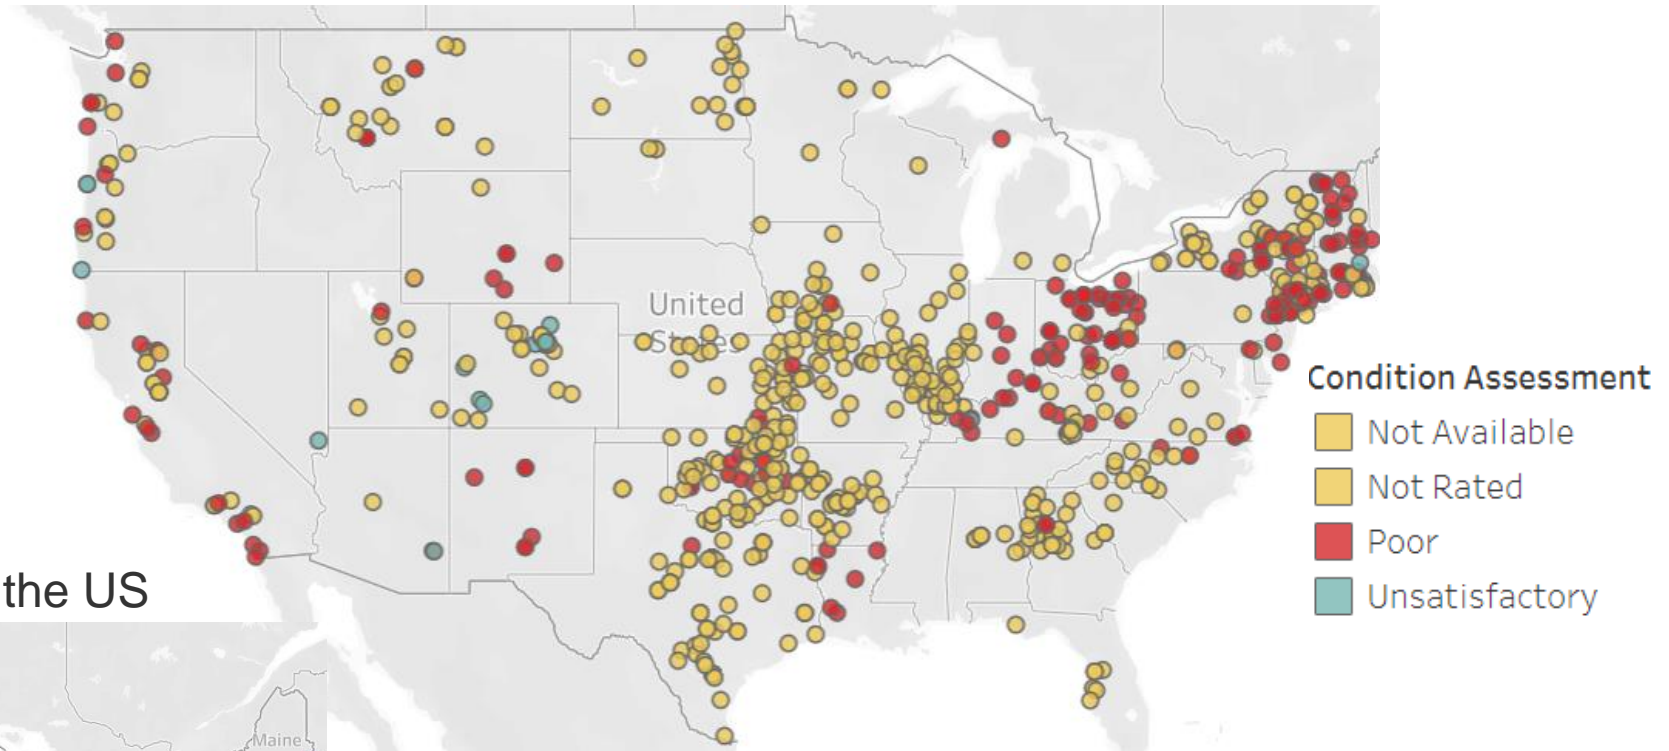 United
States
Condition Assessment
Not Available
Not Rated
Poor
Unsatisfactory
the US
Maine